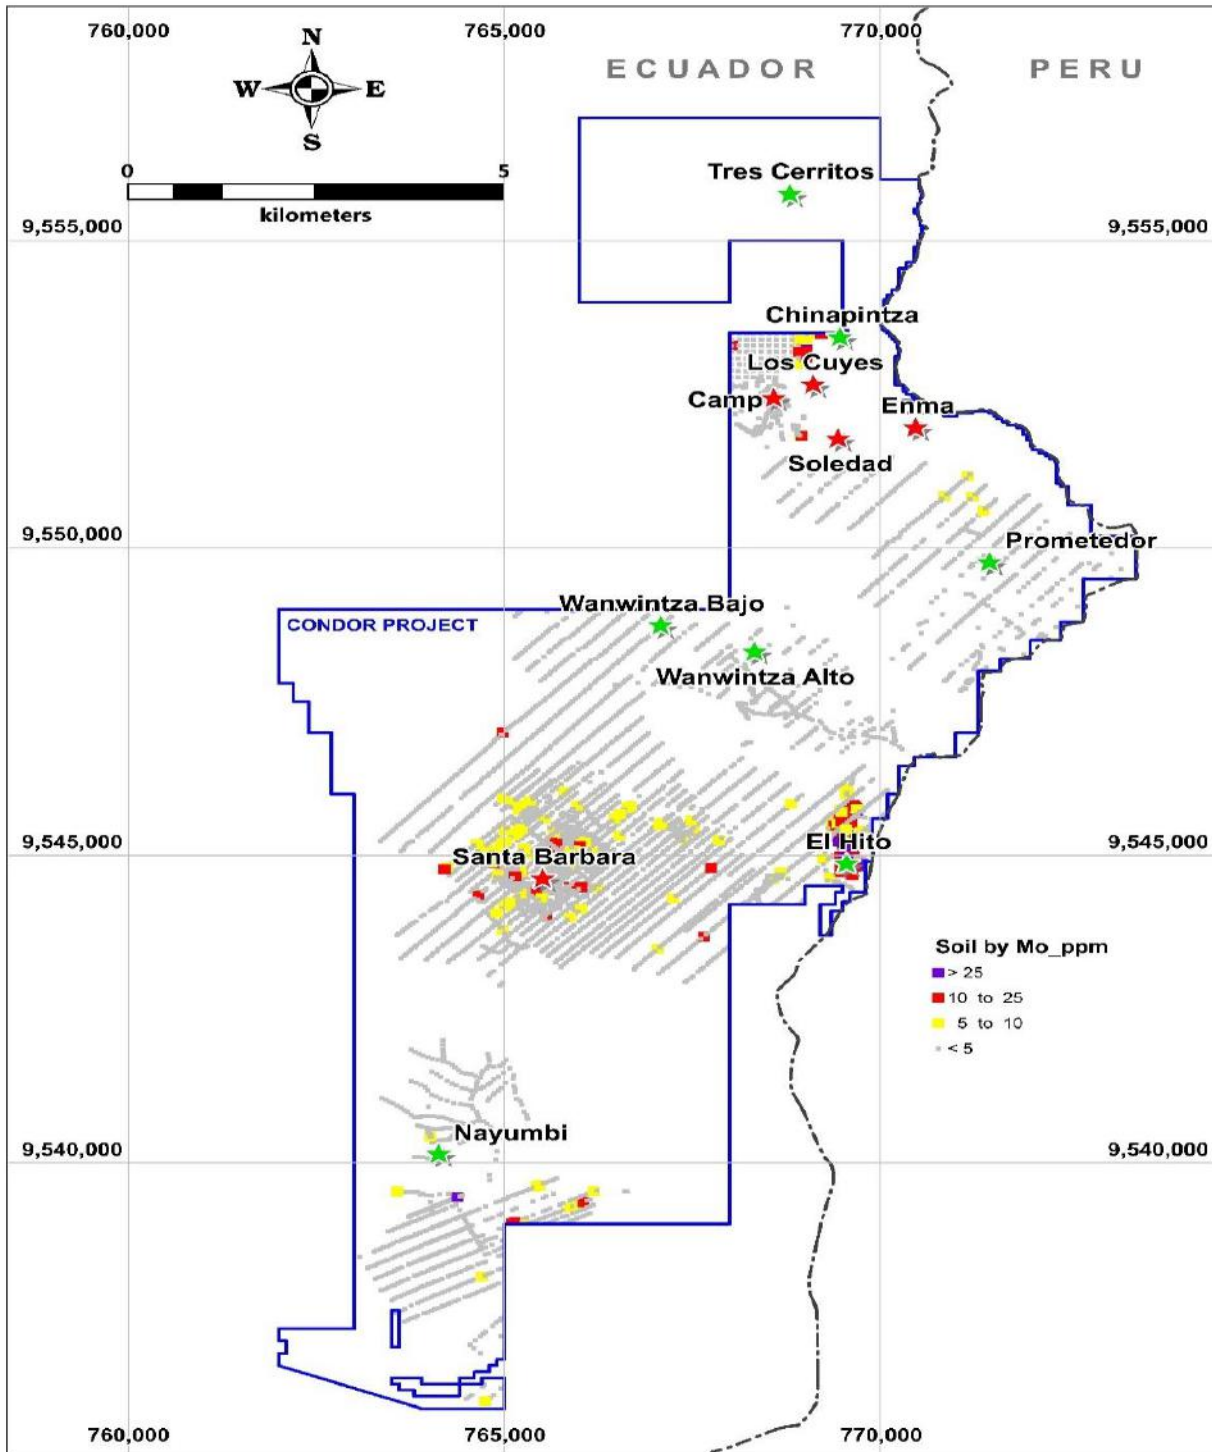 760,000
765,000
770,000
N
W
E
S
ECUADOR
PERU
0
5
kilometers
Tres Cerritos
9,555,000
9,555,000
Chinapintza
Los Cuyes
Camp
Enma
Soledad
9,550,000
9,550,000
Prometedor
Wanwintza Bajo
CONDOR PROJECT
Wanwintza Alto
9,545,000
9,545,000
El Hito
Santa Barbara
Soil by Mo_ppm
> 25
10 to 25
5 to 10
< 5
Nayumbi
9,540,000
9,540,000
760,000
765,000
770,000